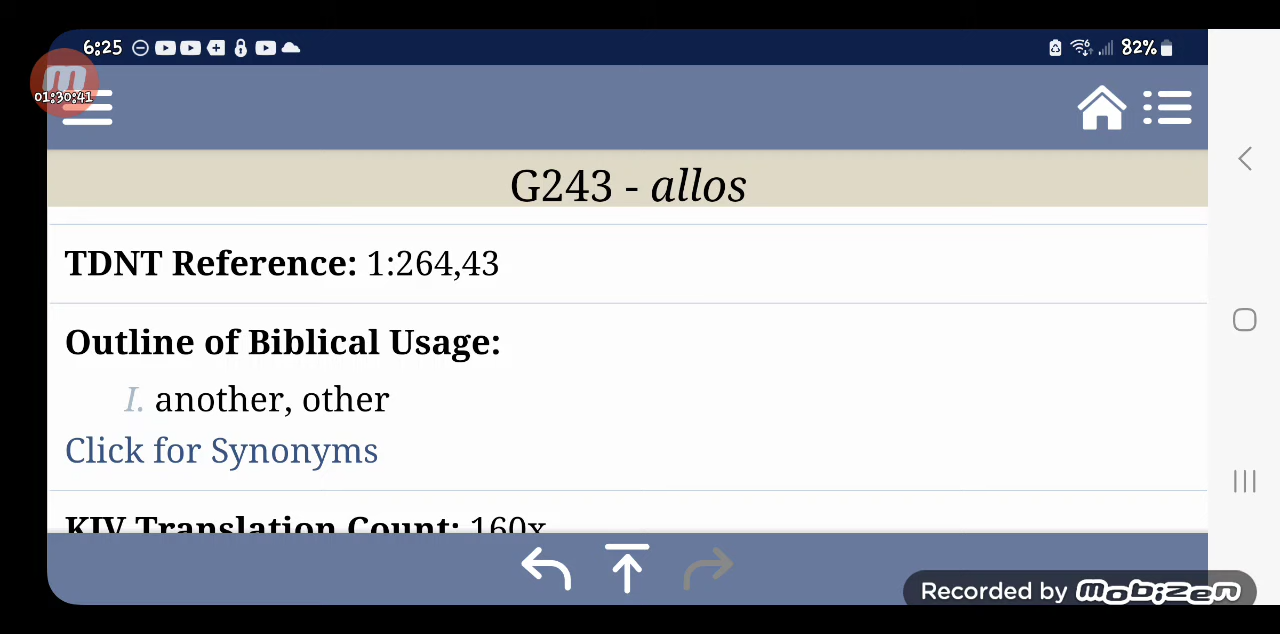 6:25 82%
01:30:41
G243 - allos
TDNT Reference: 1:264,43
Outline of Biblical Usage:
I. another, other
Click for Synonyms
KJV Translation Count: 160x
Recorded by mobizen